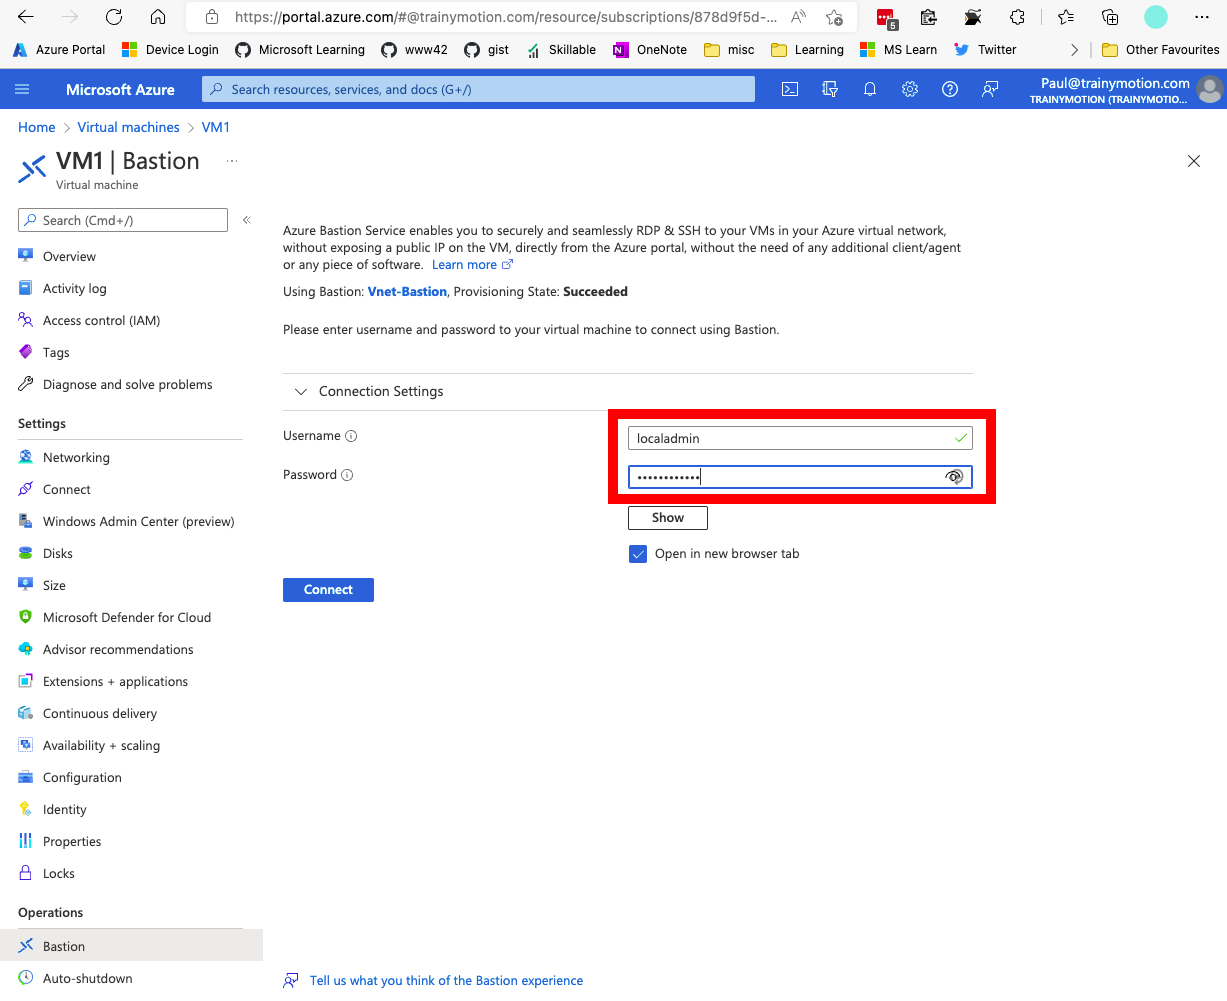 https://portal.azure.com/#@trainymotion.com/resource/subscriptions/878d9f5d-...
5
Azure Portal Device Login Microsoft Learning www42 gist Skillable OneNote misc Learning MS Learn Twitter Other Favourites
Microsoft Azure Search resources, services, and docs (G+/) Paul@trainymotion.com
TRAINYMOTION (TRAINYMOTIO...
Home > Virtual machines > VM1
VM1 | Bastion ...
Virtual machine
Search (Cmd+/) «
Azure Bastion Service enables you to securely and seamlessly RDP & SSH to your VMs in your Azure virtual network,
without exposing a public IP on the VM, directly from the Azure portal, without the need of any additional client/agent
or any piece of software. Learn more
Using Bastion: Vnet-Bastion, Provisioning State: Succeeded
Please enter username and password to your virtual machine to connect using Bastion.
Connection Settings
Username
localadmin
Password
••••••••••••
Show
Open in new browser tab
Connect
Overview
Activity log
Access control (IAM)
Tags
Diagnose and solve problems
Settings
Networking
Connect
Windows Admin Center (preview)
Disks
Size
Microsoft Defender for Cloud
Advisor recommendations
Extensions + applications
Continuous delivery
Availability + scaling
Configuration
Identity
Properties
Locks
Operations
Bastion
Auto-shutdown
Tell us what you think of the Bastion experience